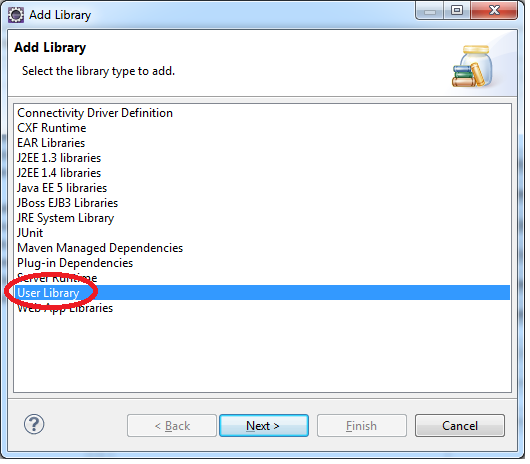 Add Library
Add Library
Select the library type to add.
Connectivity Driver Definition
CXF Runtime
EAR Libraries
J2EE 1.3 libraries
J2EE 1.4 libraries
Java EE 5 libraries
JBoss EJB3 Libraries
JRE System Library
JUnit
Maven Managed Dependencies
Plug-in Dependencies
Server Runtime
User Library
Web App Libraries
?
< Back
Next >
Finish
Cancel